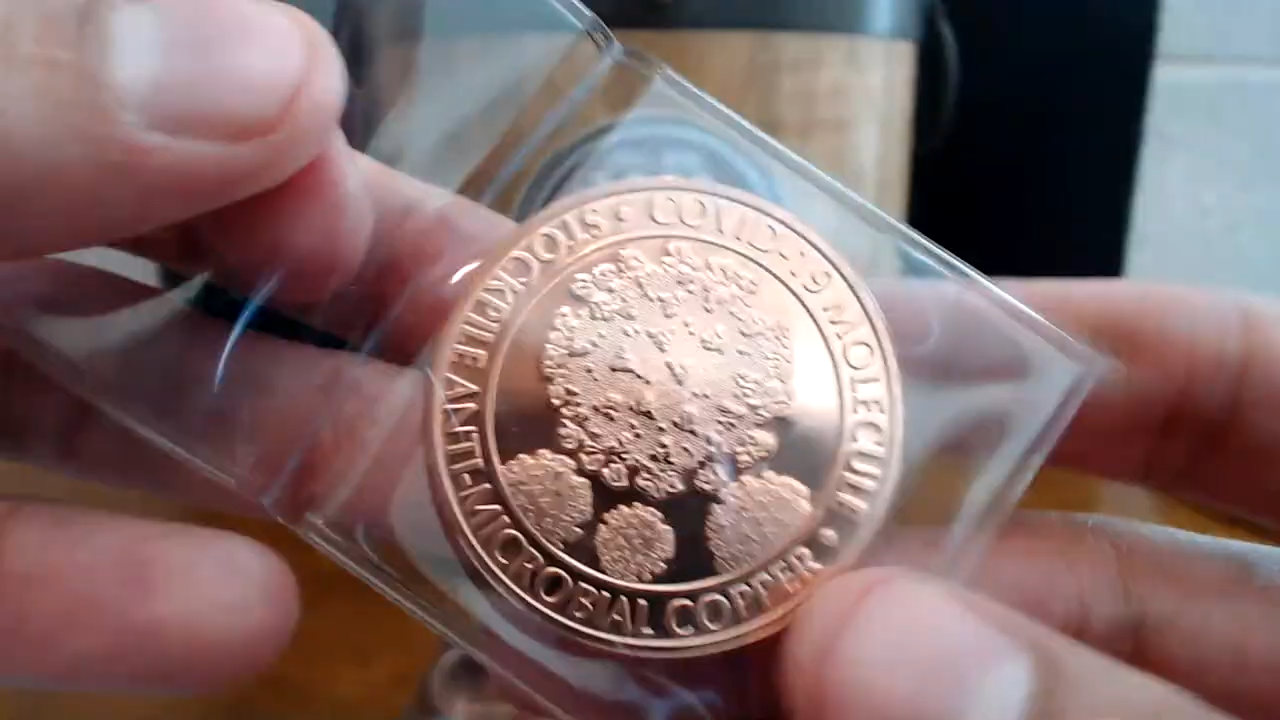 COVID-19 MOLECULE •
STOCKPILE ANTI-MICROBIAL COPPER •